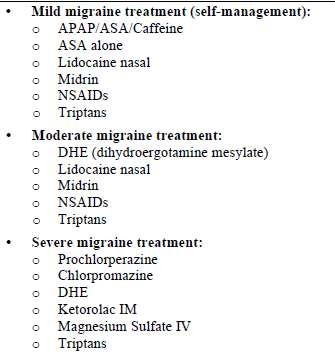 • Mild migraine treatment (self-management):
o APAP/ASA/Caffeine
o ASA alone
o Lidocaine nasal
o Midrin
o NSAIDs
o Triptans
• Moderate migraine treatment:
o DHE (dihydroergotamine mesylate)
o Lidocaine nasal
o Midrin
o NSAIDs
o Triptans
• Severe migraine treatment:
o Prochlorperazine
o Chlorpromazine
o DHE
o Ketorolac IM
o Magnesium Sulfate IV
o Triptans